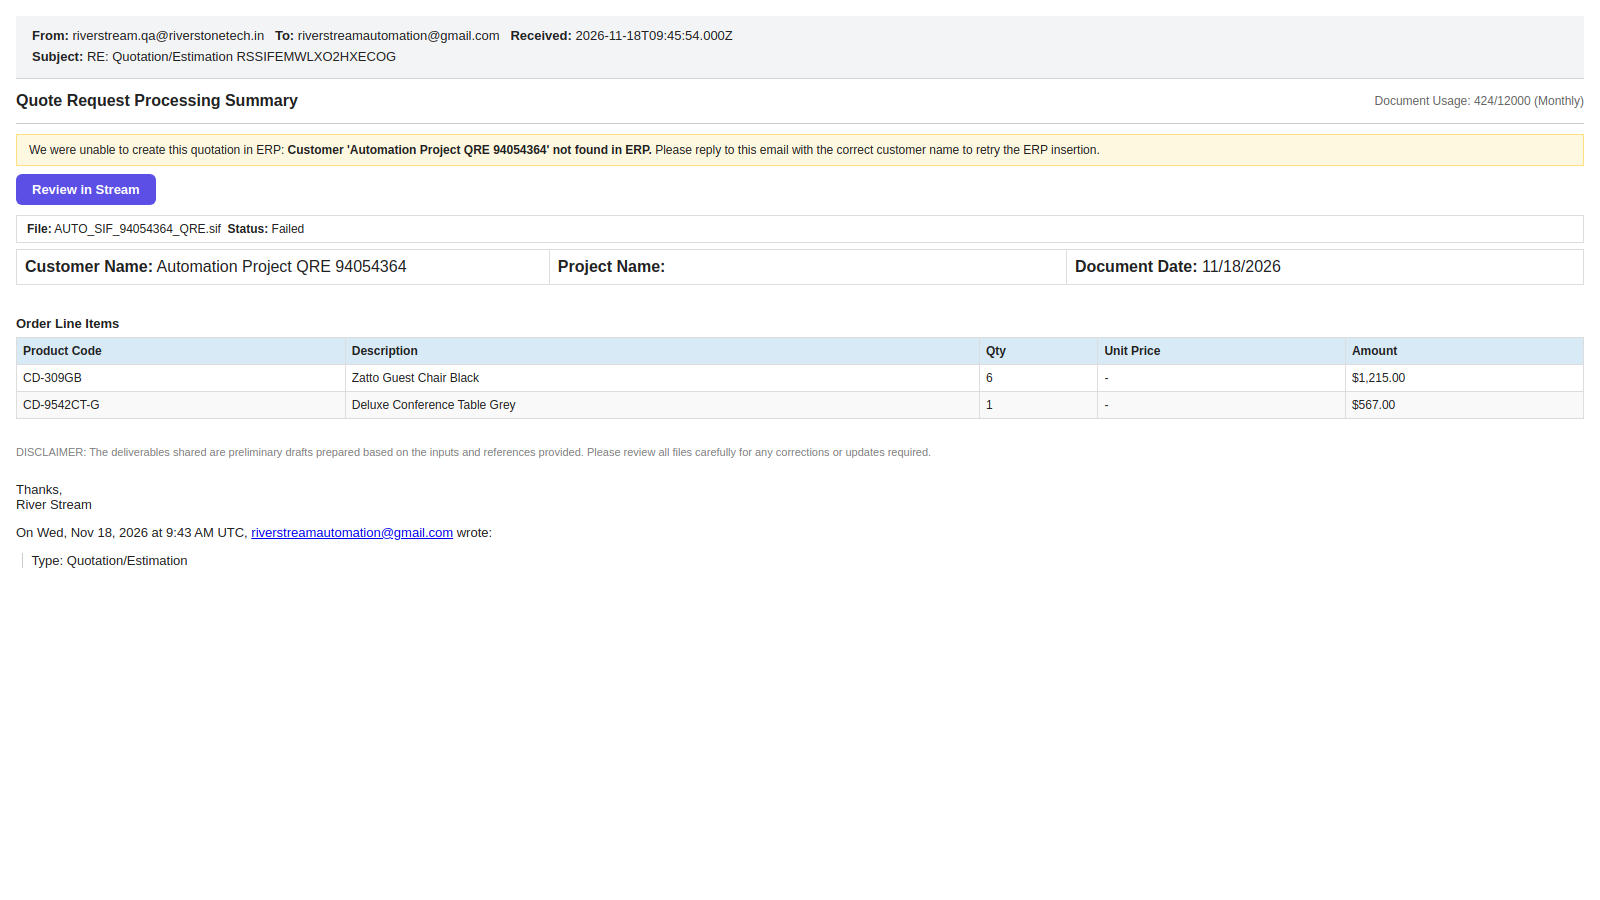 From: riverstream.qa@riverstonetech.in To: riverstreamautomation@gmail.com Received: 2026-11-18T09:45:54.000Z
Subject: RE: Quotation/Estimation RSSIFEMWLXO2HXECOG
Quote Request Processing Summary
Document Usage: 424/12000 (Monthly)
We were unable to create this quotation in ERP: Customer 'Automation Project QRE 94054364' not found in ERP. Please reply to this email with the correct customer name to retry the ERP insertion.
Review in Stream
File: AUTO_SIF_94054364_QRE.sif Status: Failed
Customer Name: Automation Project QRE 94054364 Project Name: Document Date: 11/18/2026
Order Line Items
Product Code Description Qty Unit Price Amount
CD-309GB Zatto Guest Chair Black 6 - $1,215.00
CD-9542CT-G Deluxe Conference Table Grey 1 - $567.00
DISCLAIMER: The deliverables shared are preliminary drafts prepared based on the inputs and references provided. Please review all files carefully for any corrections or updates required.
Thanks,
River Stream
On Wed, Nov 18, 2026 at 9:43 AM UTC, riverstreamautomation@gmail.com wrote:
Type: Quotation/Estimation